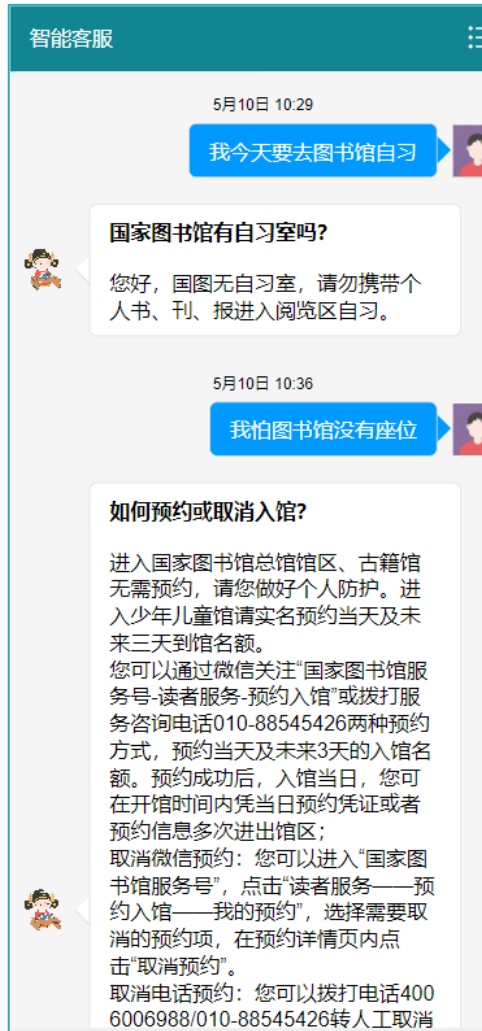 智能客服
5月10日 10:29
我今天要去图书馆自习
国家图书馆有自习室吗?
您好，国图无自习室，请勿携带个
人书、刊、报进入阅览区自习。
5月10日 10:36
我怕图书馆没有座位
如何预约或取消入馆?
进入国家图书馆总馆馆区、古籍馆
无需预约，请您做好个人防护。进
入少年儿童馆请实名预约当天及未
来三天到馆名额。
您可以通过微信关注“国家图书馆服
务号-读者服务-预约入馆”或拨打服
务咨询电话010-88545426两种预约
方式，预约当天及未来3天的入馆名
额。预约成功后，入馆当日，您可
在开馆时间内凭当日预约凭证或者
预约信息多次进出馆区；
取消微信预约：您可以进入“国家图
书馆服务号”，点击“读者服务——预
约入馆——我的预约”，选择需要取
消的预约项，在预约详情页内点
击“取消预约”。
取消电话预约：您可以拨打电话400
6006988/010-88545426转人工取消